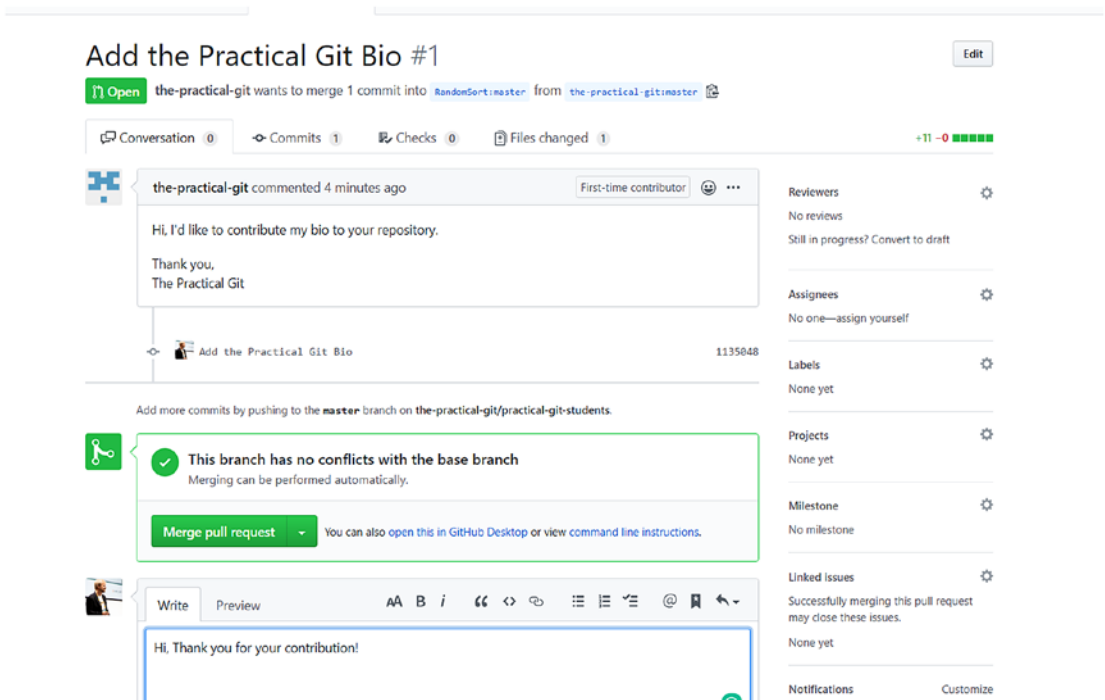 Add the Practical Git Bio #1
Edit
Open the-practical-git wants to merge 1 commit into RandomSort:master from the-practical-git:master
Conversation 0 Commits 1 Checks 0 Files changed 1 +11 −0
the-practical-git commented 4 minutes ago First-time contributor
Hi, I'd like to contribute my bio to your repository.
Thank you,
The Practical Git
Add the Practical Git Bio 1135048
Add more commits by pushing to the master branch on the-practical-git/practical-git-students.
This branch has no conflicts with the base branch
Merging can be performed automatically.
Merge pull request You can also open this in GitHub Desktop or view command line instructions.
Write Preview AA B i @
Hi, Thank you for your contribution!
Reviewers
No reviews
Still in progress? Convert to draft
Assignees
No one—assign yourself
Labels
None yet
Projects
None yet
Milestone
No milestone
Linked issues
Successfully merging this pull request
may close these issues.
None yet
Notifications Customize